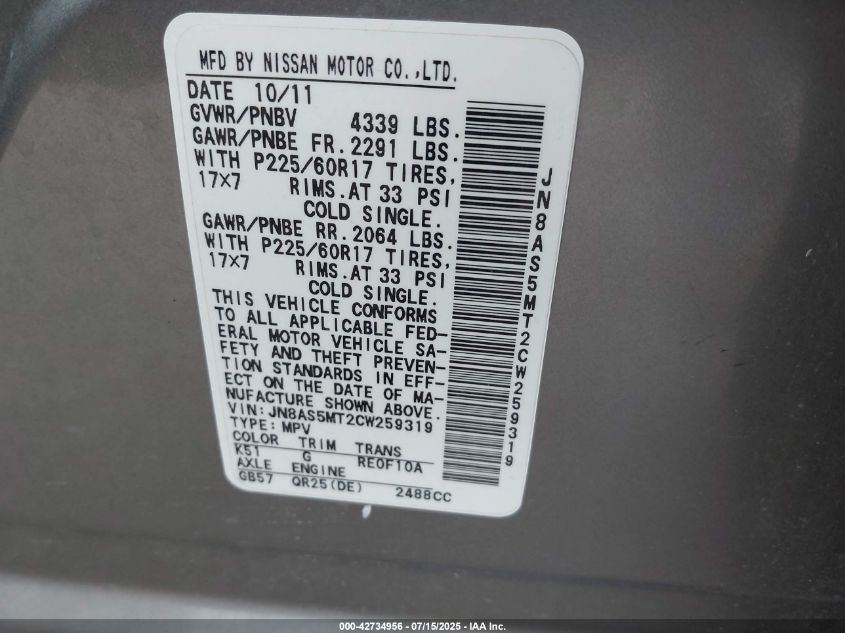 MFD BY NISSAN MOTOR CO.,LTD.
DATE 10/11
GVWR/PNBV 4339 LBS.
GAWR/PNBE FR.2291 LBS.
WITH P225/60R17 TIRES,
17×7 RIMS.AT 33 PSI
COLD SINGLE.
GAWR/PNBE RR.2064 LBS.
WITH P225/60R17 TIRES,
17×7 RIMS.AT 33 PSI
COLD SINGLE.
THIS VEHICLE CONFORMS
TO ALL APPLICABLE FED-
ERAL MOTOR VEHICLE SA-
FETY AND THEFT PREVEN-
TION STANDARDS IN EFF-
ECT ON THE DATE OF MA-
NUFACTURE SHOWN ABOVE.
VIN:JN8AS5MT2CW259319
TYPE:MPV
COLOR TRIM TRANS
K51 G RE0F10A
AXLE ENGINE
GB57 QR25(DE) 2488CC
JN8AS5MT2CW259319
000-42734956 - 07/15/2025 - IAA Inc.